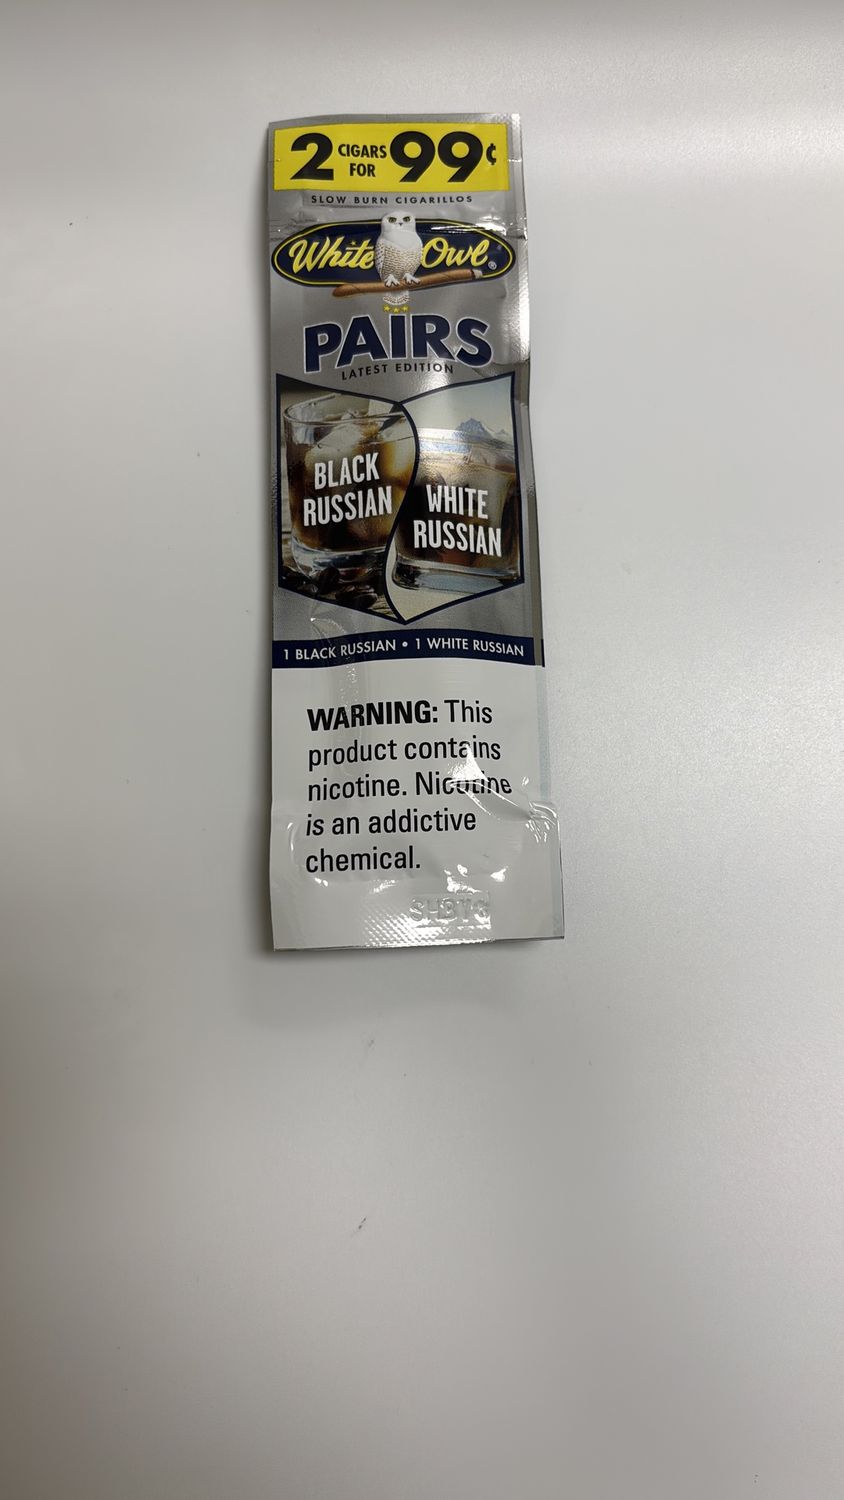 2 CIGARS FOR 99¢
SLOW BURN CIGARILLOS
White Owl®
PAIRS
LATEST EDITION
BLACK
RUSSIAN
WHITE
RUSSIAN
1 BLACK RUSSIAN • 1 WHITE RUSSIAN
WARNING: This
product contains
nicotine. Nicotine
is an addictive
chemical.